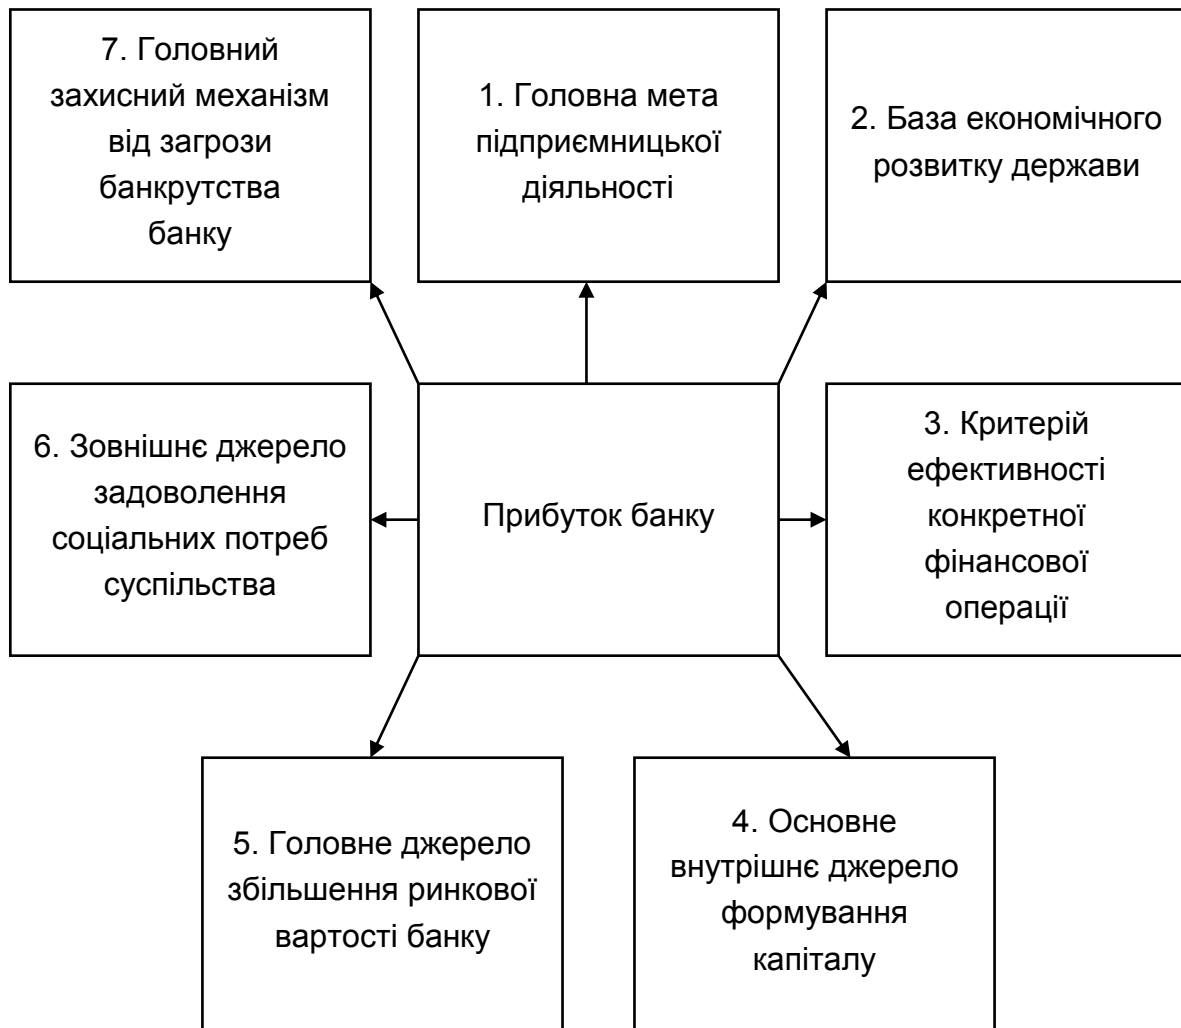 7. Головний
захисний механізм
від загрози
банкрутства
банку
1. Головна мета
підприємницької
діяльності
2. База економічного
розвитку держави
6. Зовнішнє джерело
задоволення
соціальних потреб
суспільства
Прибуток банку
3. Критерій
ефективності
конкретної
фінансової
операції
5. Головне джерело
збільшення ринкової
вартості банку
4. Основне
внутрішнє джерело
формування
капіталу